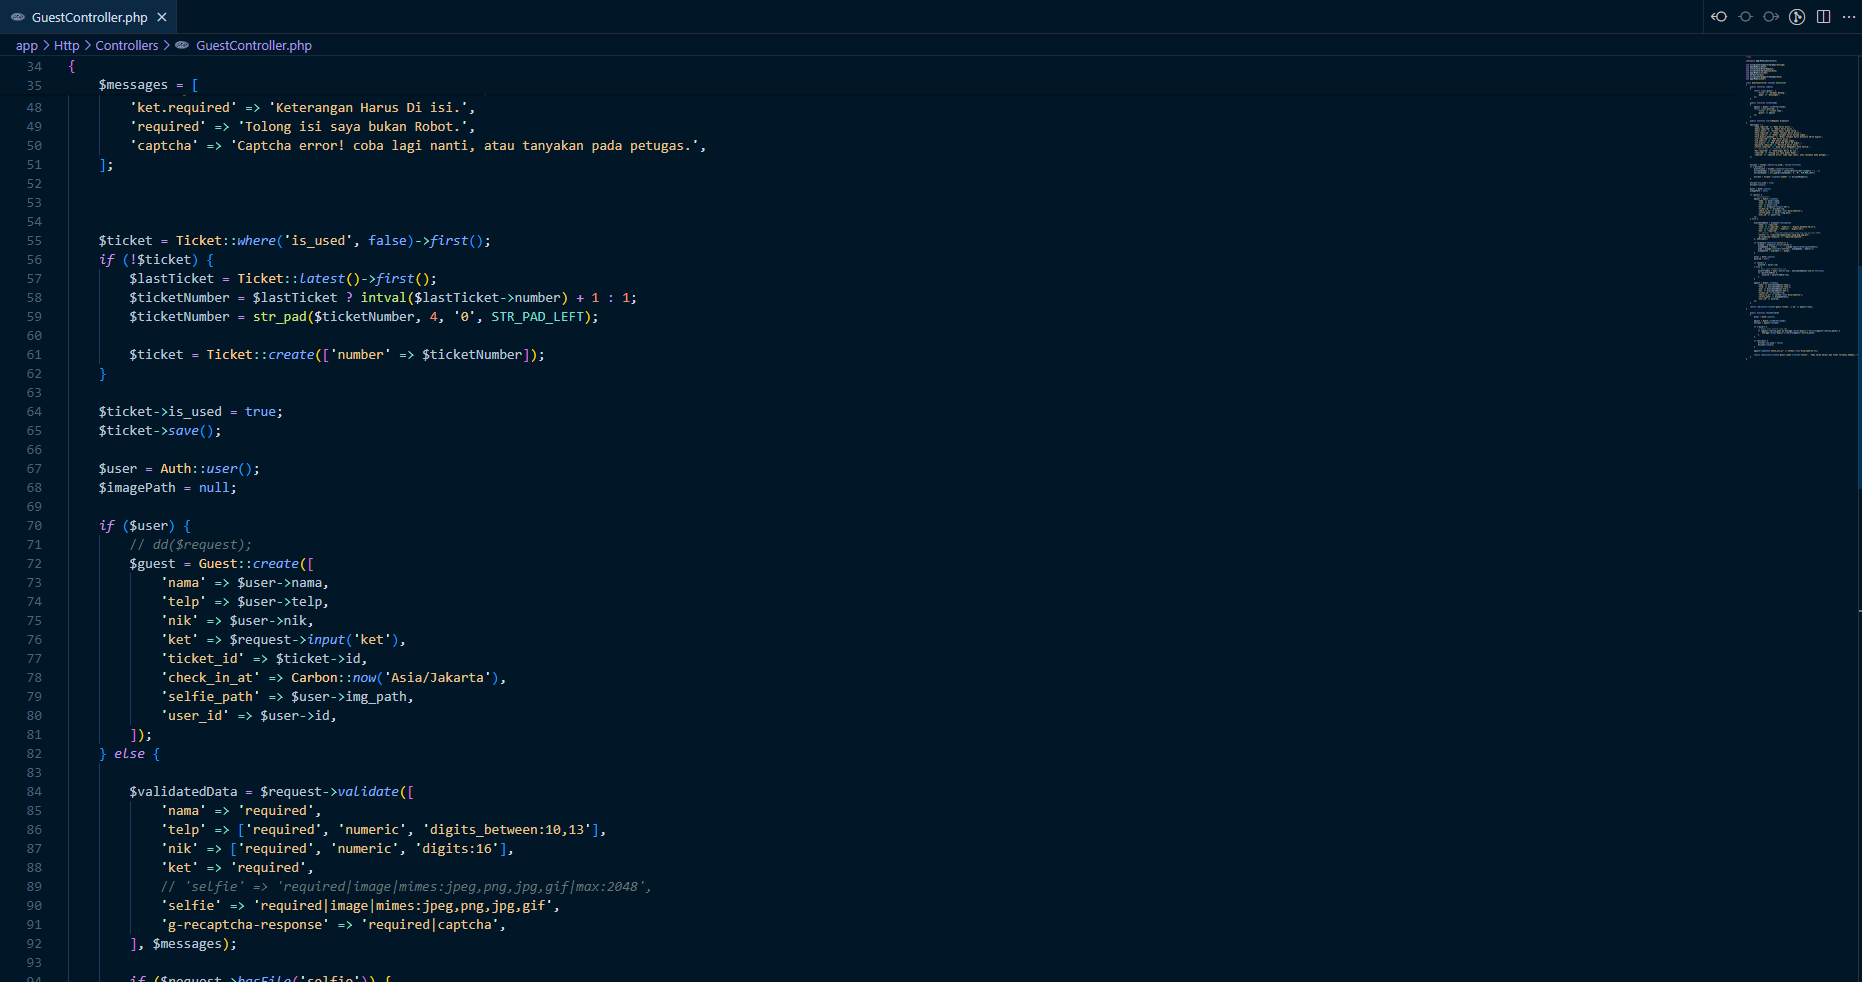 GuestController.php
app > Http > Controllers > GuestController.php
34 {
35 $messages = [
48 'ket.required' => 'Keterangan Harus Di isi.',
49 'required' => 'Tolong isi saya bukan Robot.',
50 'captcha' => 'Captcha error! coba lagi nanti, atau tanyakan pada petugas.',
51 ];
52
53
54
55 $ticket = Ticket::where('is_used', false)->first();
56 if (!$ticket) {
57 $lastTicket = Ticket::latest()->first();
58 $ticketNumber = $lastTicket ? intval($lastTicket->number) + 1 : 1;
59 $ticketNumber = str_pad($ticketNumber, 4, '0', STR_PAD_LEFT);
60
61 $ticket = Ticket::create(['number' => $ticketNumber]);
62 }
63
64 $ticket->is_used = true;
65 $ticket->save();
66
67 $user = Auth::user();
68 $imagePath = null;
69
70 if ($user) {
71 // dd($request);
72 $guest = Guest::create([
73 'nama' => $user->nama,
74 'telp' => $user->telp,
75 'nik' => $user->nik,
76 'ket' => $request->input('ket'),
77 'ticket_id' => $ticket->id,
78 'check_in_at' => Carbon::now('Asia/Jakarta'),
79 'selfie_path' => $user->img_path,
80 'user_id' => $user->id,
81 ]);
82 } else {
83
84 $validatedData = $request->validate([
85 'nama' => 'required',
86 'telp' => ['required', 'numeric', 'digits_between:10,13'],
87 'nik' => ['required', 'numeric', 'digits:16'],
88 'ket' => 'required',
89 // 'selfie' => 'required|image|mimes:jpeg,png,jpg,gif|max:2048',
90 'selfie' => 'required|image|mimes:jpeg,png,jpg,gif',
91 'g-recaptcha-response' => 'required|captcha',
92 ], $messages);
93
94 if ($request->hasFile('selfie')) {